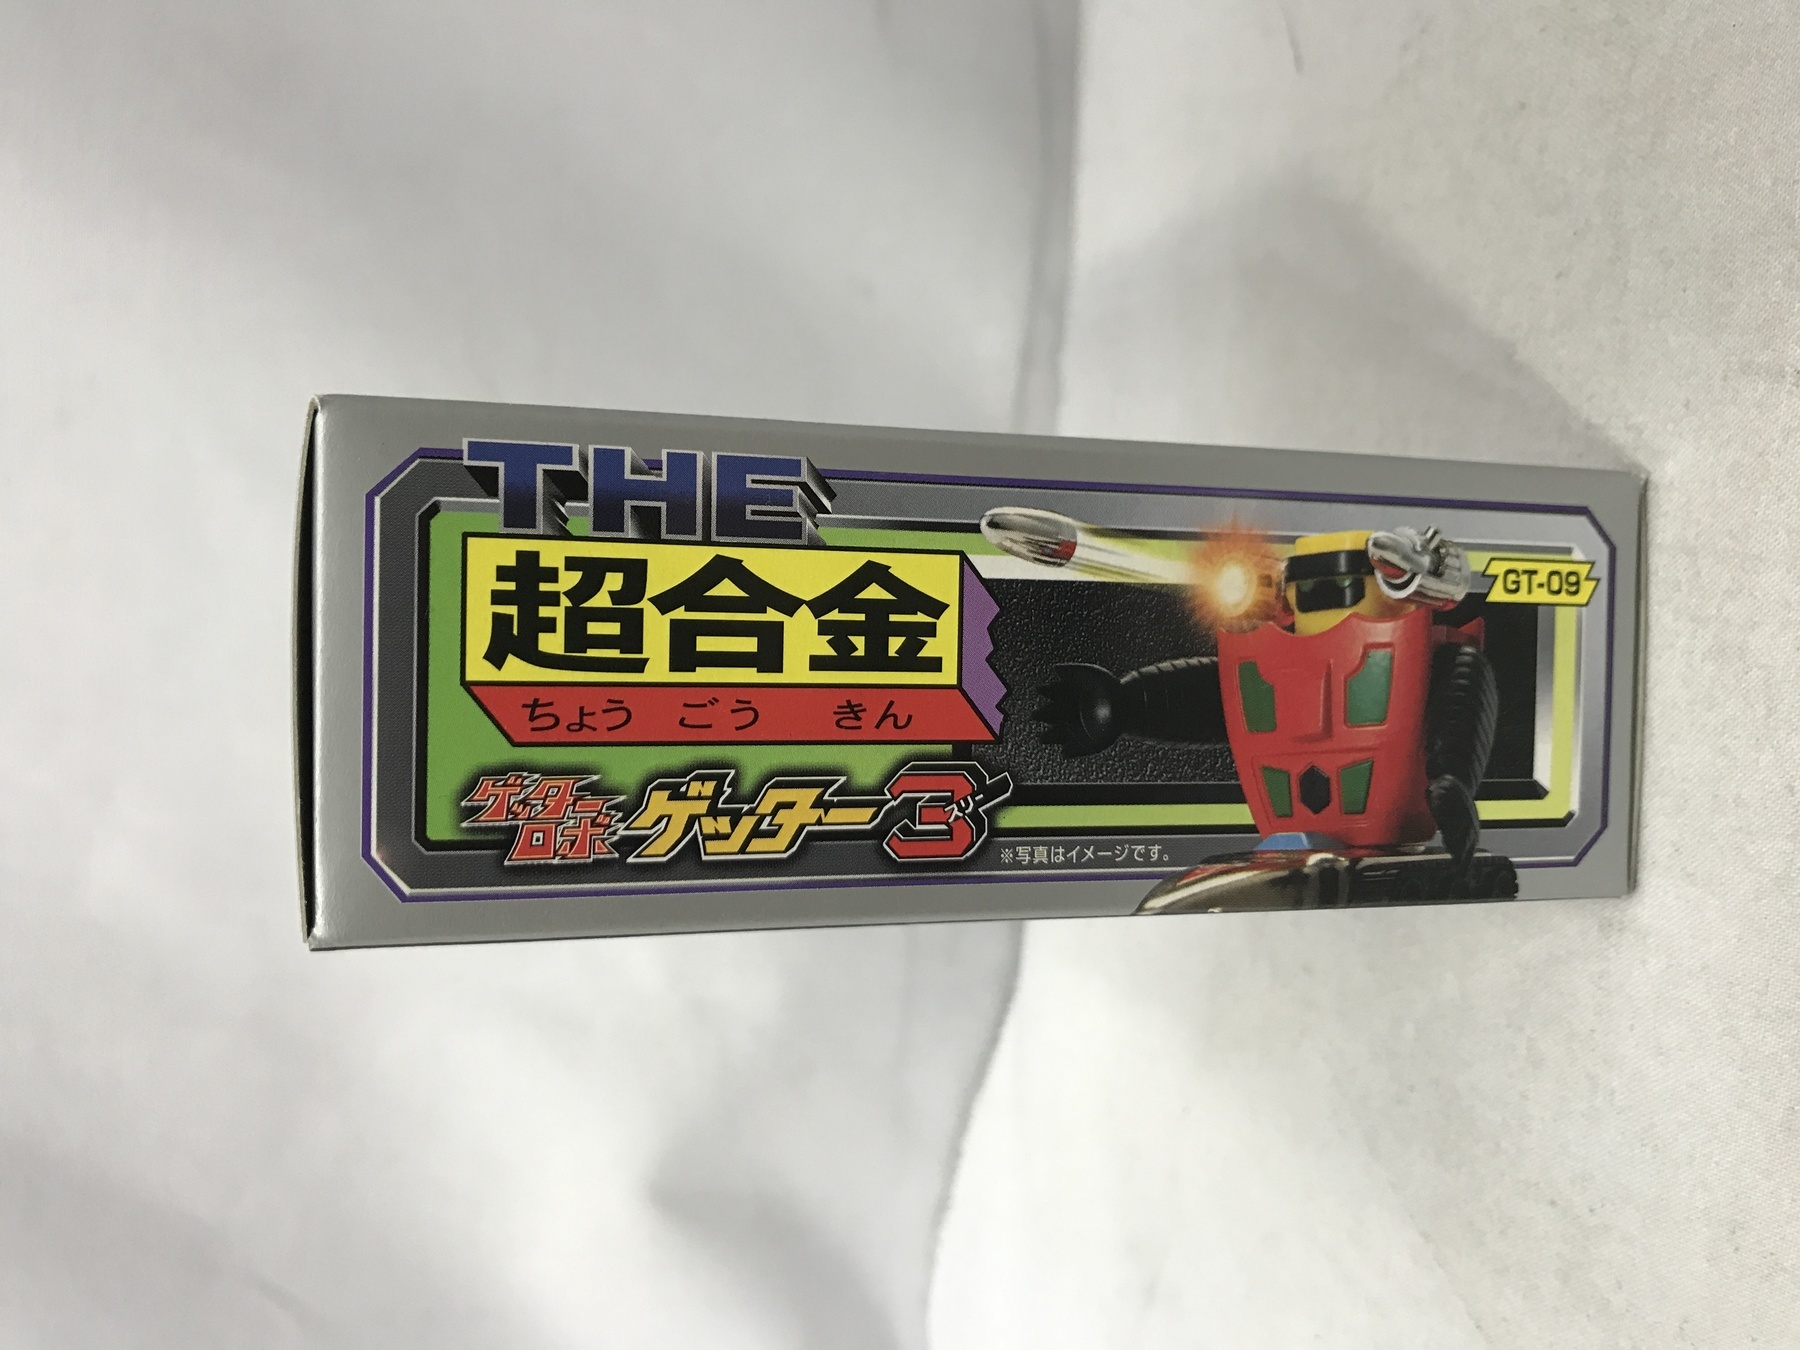 THE
超合金
ちょう ごう きん
ゲッター
ロボ
ゲッター3
スリー
※写真はイメージです。
GT-09